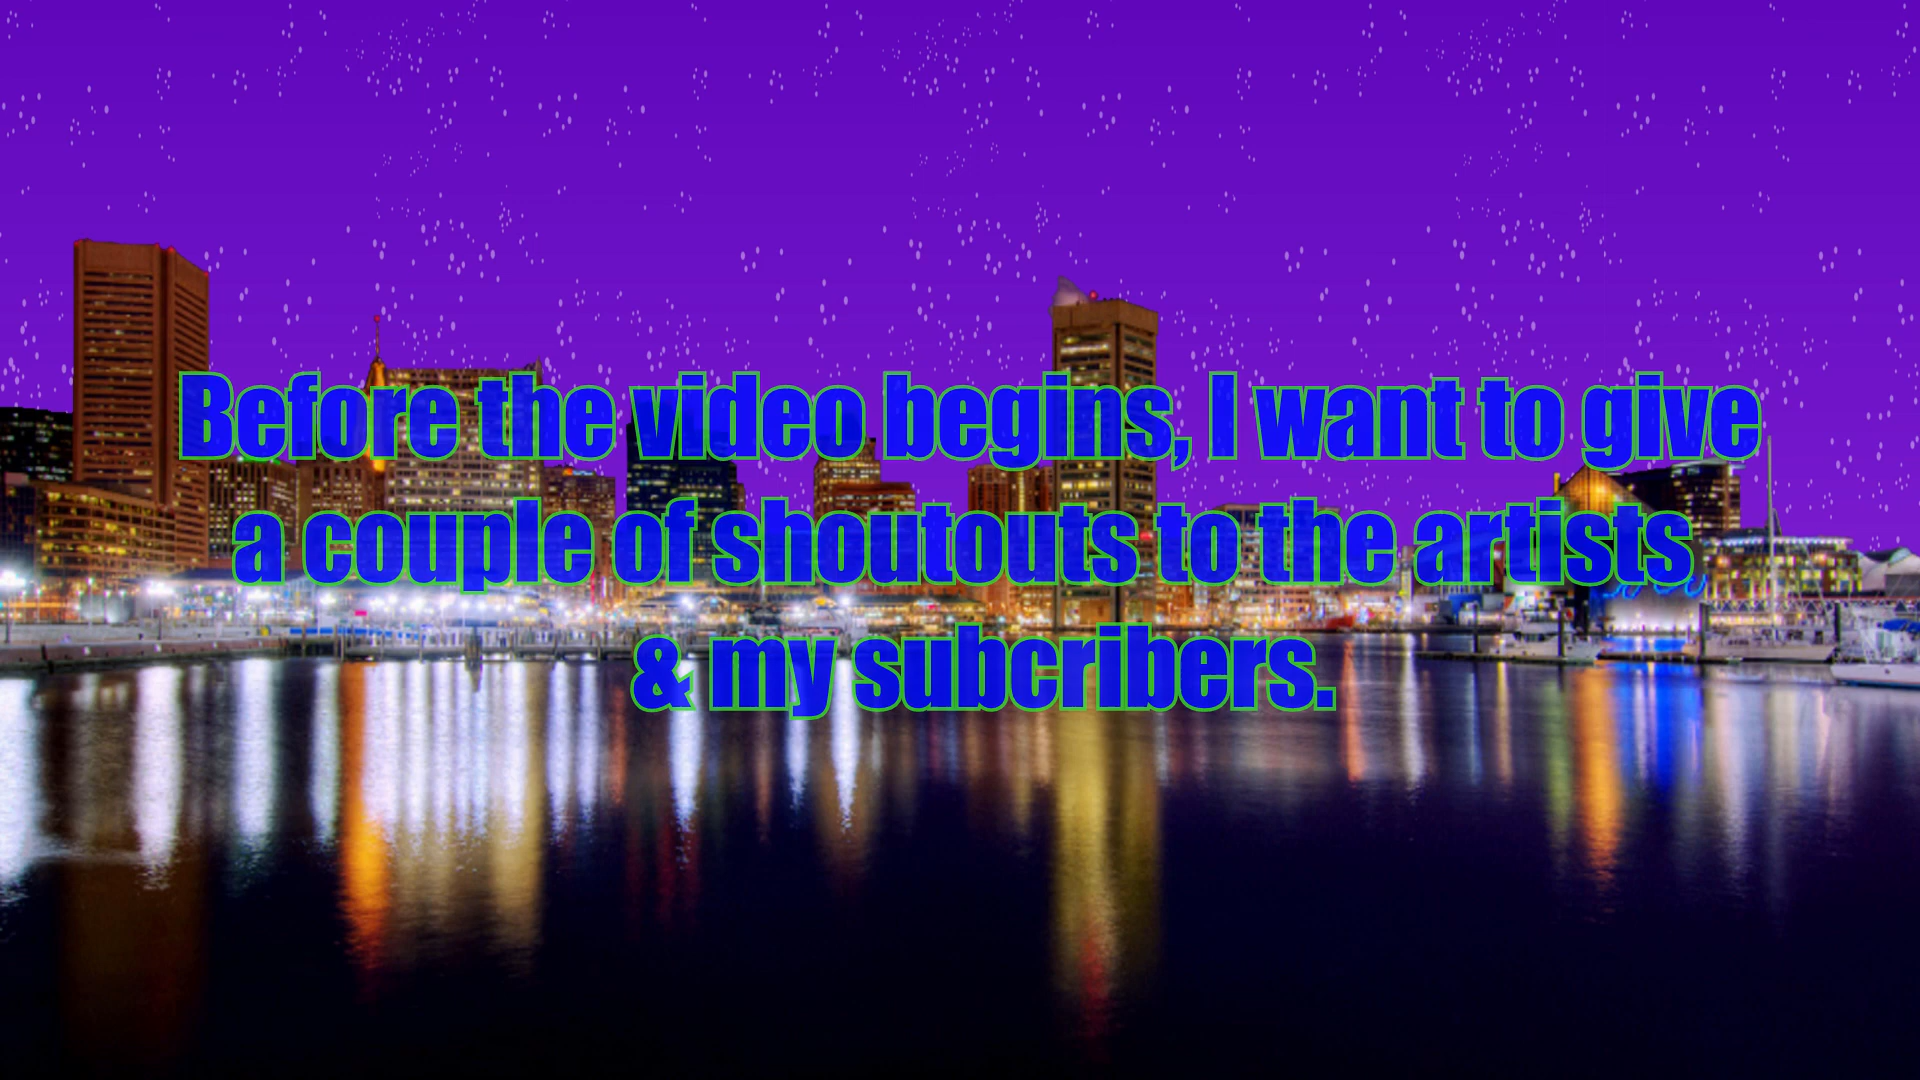 Before the video begins, I want to give
a couple of shoutouts to the artists
& my subcribers.